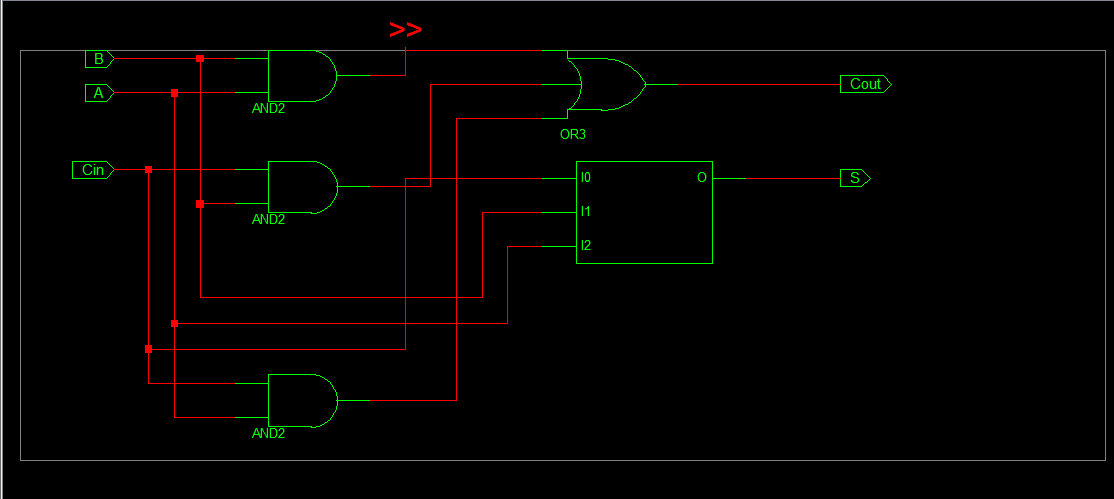 >>
B
A
AND2
Cout
OR3
Cin
I0
O
S
I1
AND2
I2
AND2